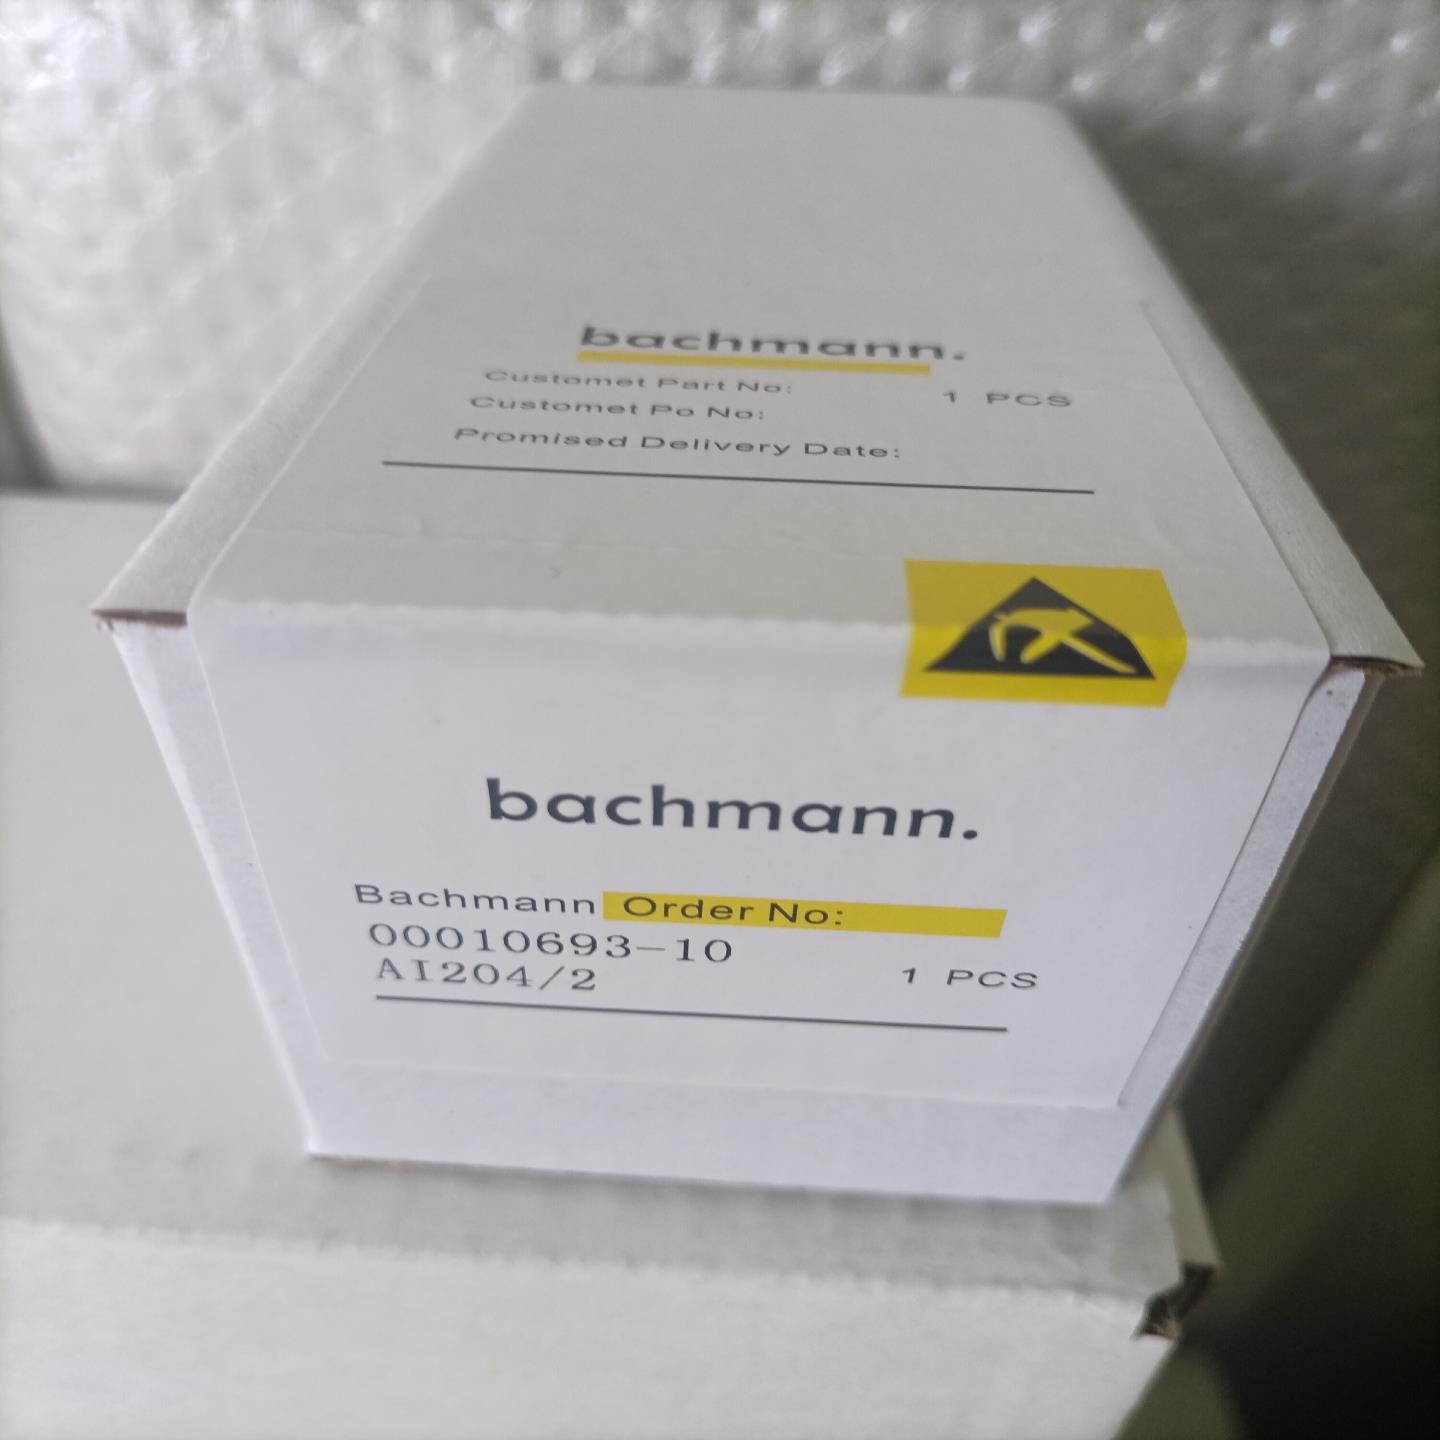 bachmann.
Customet Part No:
1 PCS
Customet Po No:
Promised Delivery Date:
bachmann.
Bachmann Order No:
00010693-10
AI204/2
1 PCS